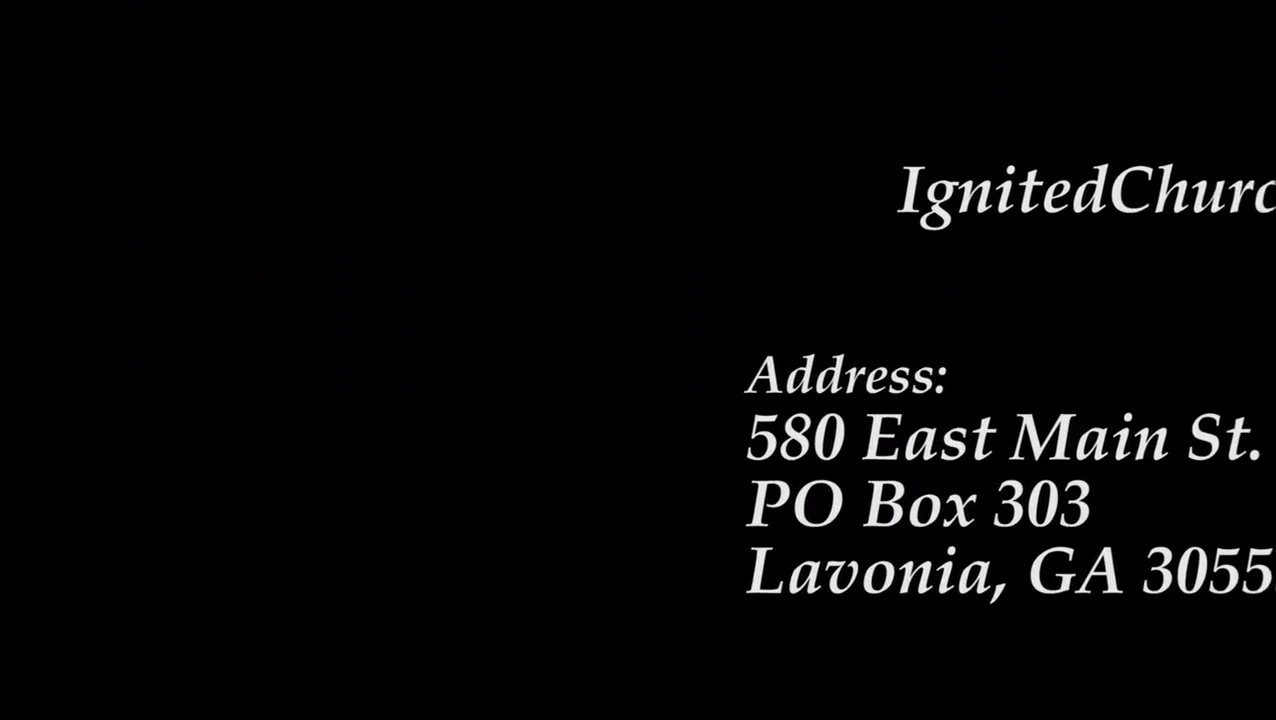 IgnitedChurc
Address:
580 East Main St.
PO Box 303
Lavonia, GA 3055